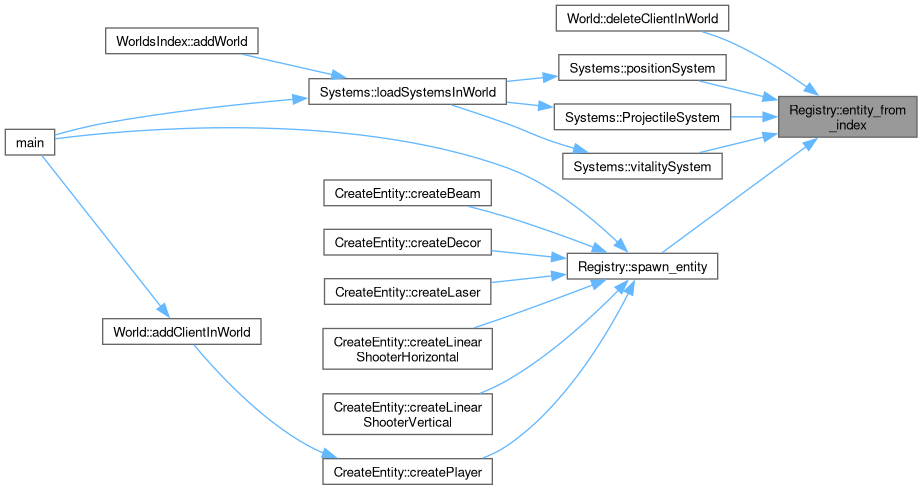 World::deleteClientInWorld
WorldsIndex::addWorld
Systems::positionSystem
Systems::loadSystemsInWorld
Registry::entity_from
_index
Systems::ProjectileSystem
main
Systems::vitalitySystem
CreateEntity::createBeam
CreateEntity::createDecor
Registry::spawn_entity
CreateEntity::createLaser
World::addClientInWorld
CreateEntity::createLinear
ShooterHorizontal
CreateEntity::createLinear
ShooterVertical
CreateEntity::createPlayer